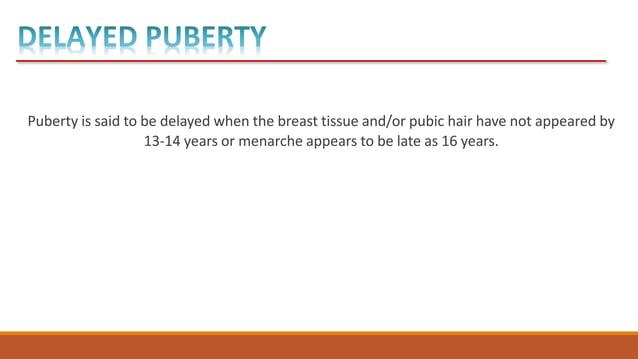 DELAYED PUBERTY
Puberty is said to be delayed when the breast tissue and/or pubic hair have not appeared by
13-14 years or menarche appears to be late as 16 years.